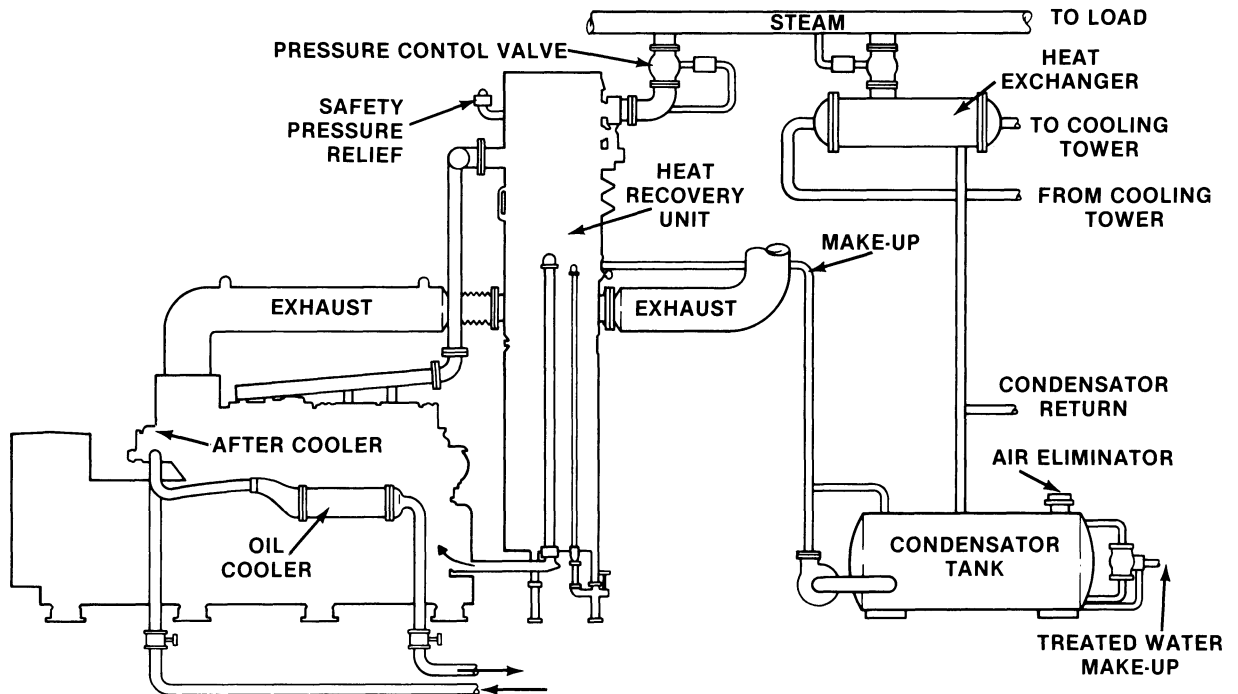 STEAM
TO LOAD
PRESSURE CONTOL VALVE
HEAT
EXCHANGER
SAFETY
PRESSURE
RELIEF
TO COOLING
TOWER
HEAT
RECOVERY
UNIT
FROM COOLING
TOWER
MAKE-UP
EXHAUST
EXHAUST
CONDENSATOR
RETURN
AFTER COOLER
AIR ELIMINATOR
OIL
COOLER
CONDENSATOR
TANK
TREATED WATER
MAKE-UP